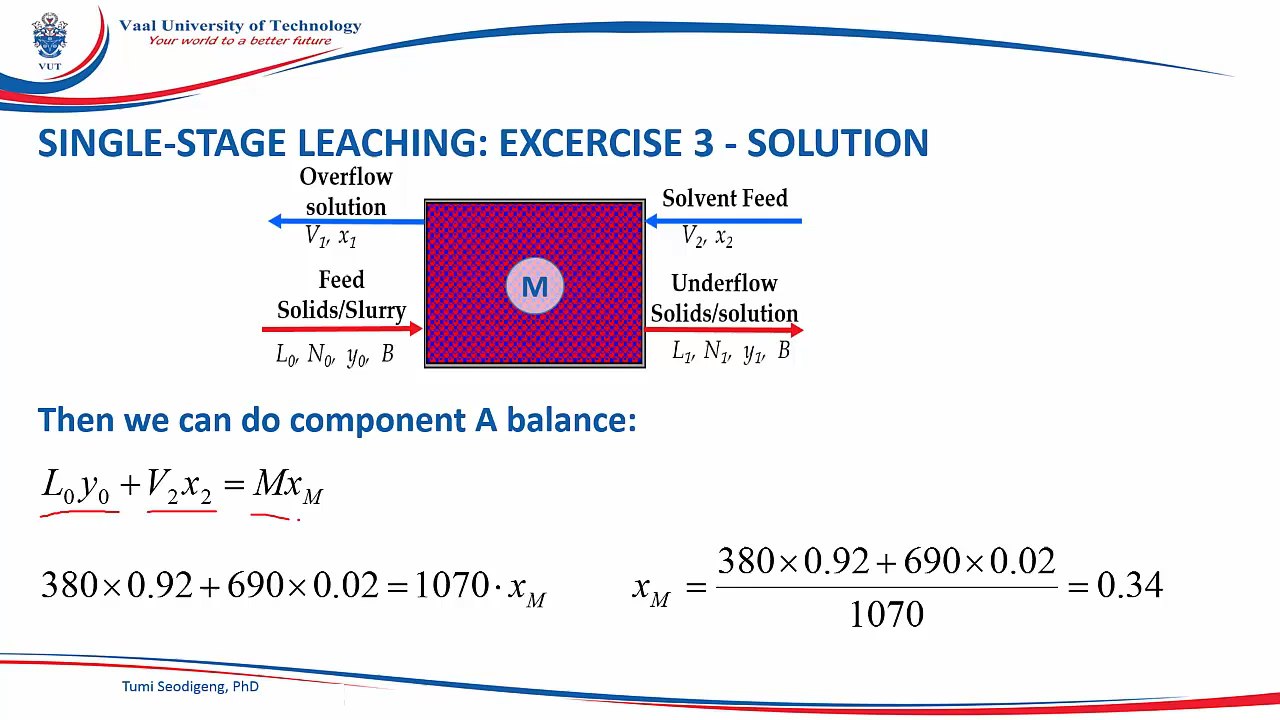 Vaal University of Technology
Your world to a better future
VUT
SINGLE-STAGE LEACHING: EXCERCISE 3 - SOLUTION
Overflow
solution
V₁, x₁
Solvent Feed
V₂, x₂
Feed
Solids/Slurry
L₀, N₀, y₀, B
M
Underflow
Solids/solution
L₁, N₁, y₁, B
Then we can do component A balance:
L₀y₀ + V₂x₂ = Mx_M
380×0.92 + 690×0.02 = 1070·x_M
x_M = (380×0.92 + 690×0.02) / 1070 = 0.34
Tumi Seodigeng, PhD